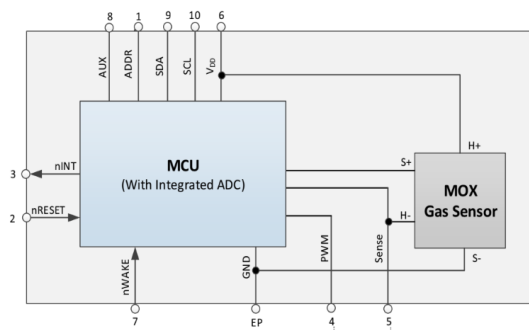 8 1 9 10 6
AUX ADDR SDA SCL VDD
H+
3 nINT
MCU
(With Integrated ADC)
S+
MOX
Gas Sensor
2 nRESET
H-
nWAKE GND PWM Sense
S-
7 EP 4 5